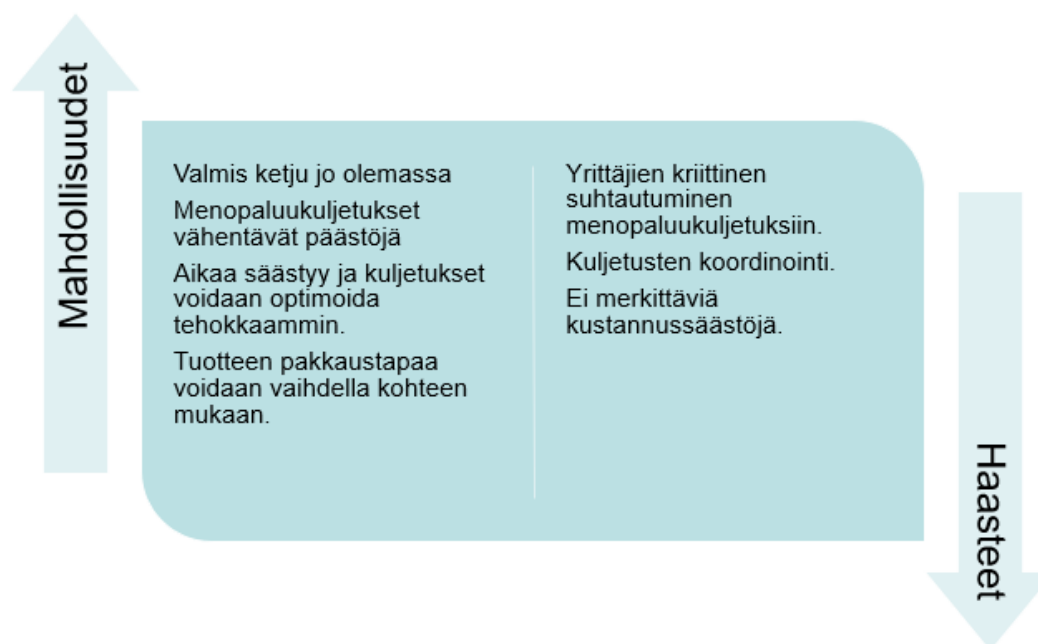 Mahdollisuudet
Valmis ketju jo olemassa
Menopaluukuljetukset
vähentävät päästöjä
Aikaa säästyy ja kuljetukset
voidaan optimoida
tehokkaammin.
Tuotteen pakkaustapaa
voidaan vaihdella kohteen
mukaan.
Yrittäjien kriittinen
suhtautuminen
menopaluukuljetuksiin.
Kuljetusten koordinointi.
Ei merkittäviä
kustannussäästöjä.
Haasteet